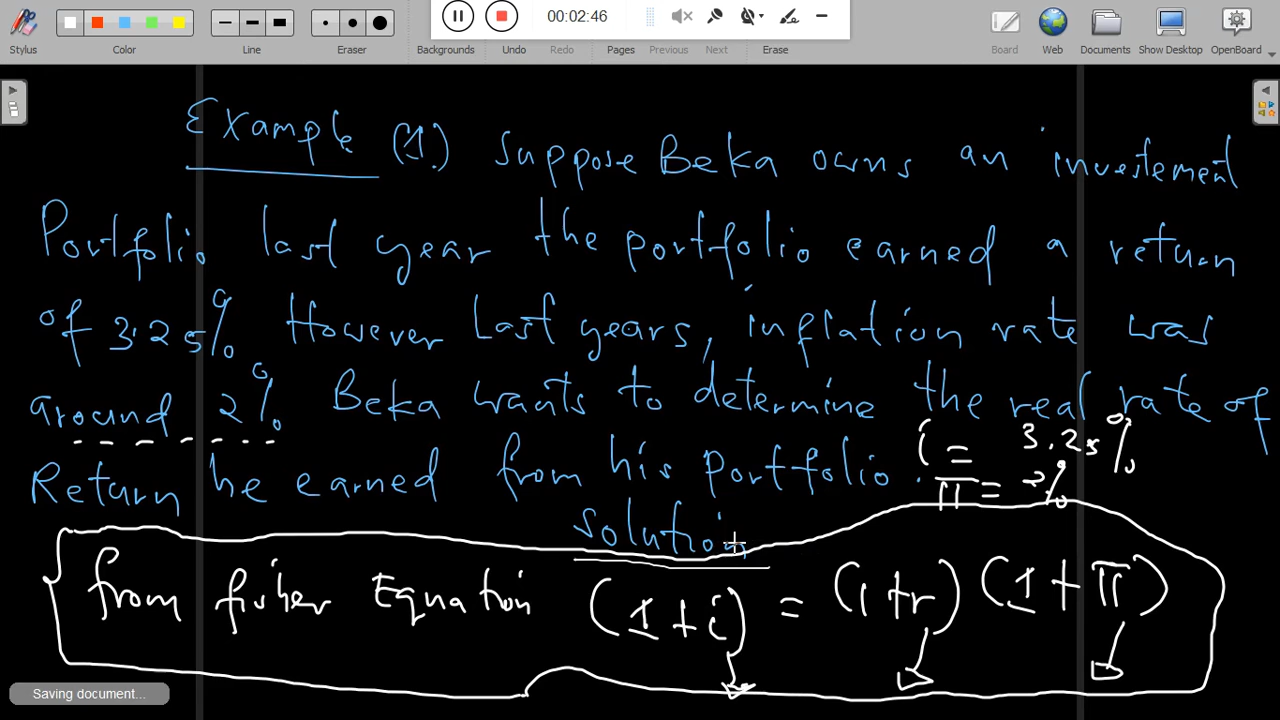 00:02:46
Stylus Color Line Eraser Backgrounds Undo Redo Pages Previous Next Erase Board Web Documents Show Desktop OpenBoard
Example (1.) Suppose Beka owns an investement
Portfolio last year the portfolio earned a return
of 3.25% However Last years, inflation rate was
around 2% Beka wants to determine the real rate of
Return he earned from his portfolio.
i = 3.25%
π = 2%
solution
from fisher Equation (1+i) = (1+r) (1+π)
Saving document...